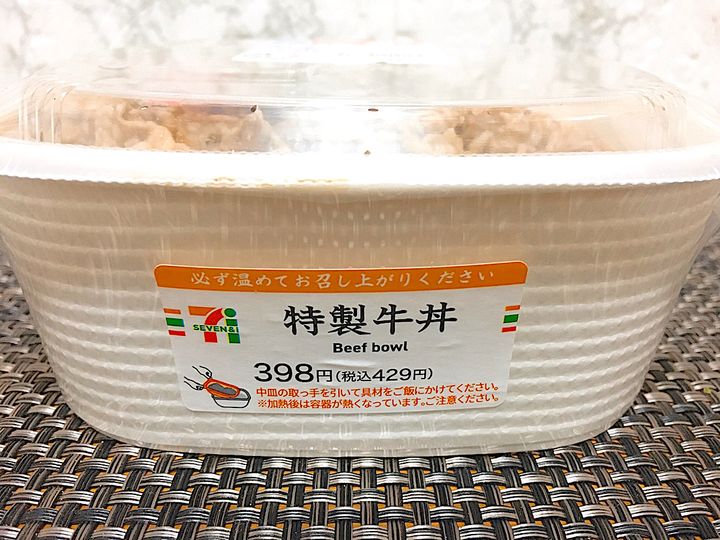 必ず温めてお召し上がりください
SEVEN&i
特製牛丼
Beef bowl
398円(税込429円)
中皿の取っ手を引いて具材をご飯にかけてください。
※加熱後は容器が熱くなっています。ご注意ください。